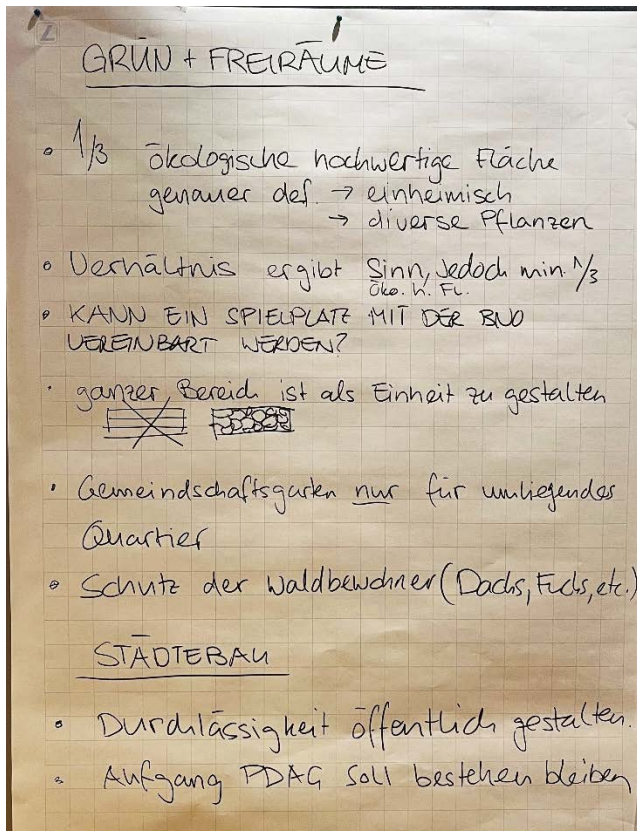 GRÜN + FREIRÄUME
• 1/3 ökologische hochwertige Fläche
genauer def. → einheimisch
→ diverse Pflanzen
• Verhältnis ergibt Sinn, Jedoch min. 1/3
Öko. h. Fl.
• KANN EIN SPIELPLATZ MIT DER BNO
VEREINBART WERDEN?
• ganzer Bereich ist als Einheit zu gestalten
• Gemeindschaftsgarten nur für umliegendes
Quartier
• Schutz der Waldbewohner (Dachs, Fuchs, etc.)
STÄDTEBAU
• Durchlässigkeit öffentlich gestalten.
• Aufgang PDAG soll bestehen bleiben